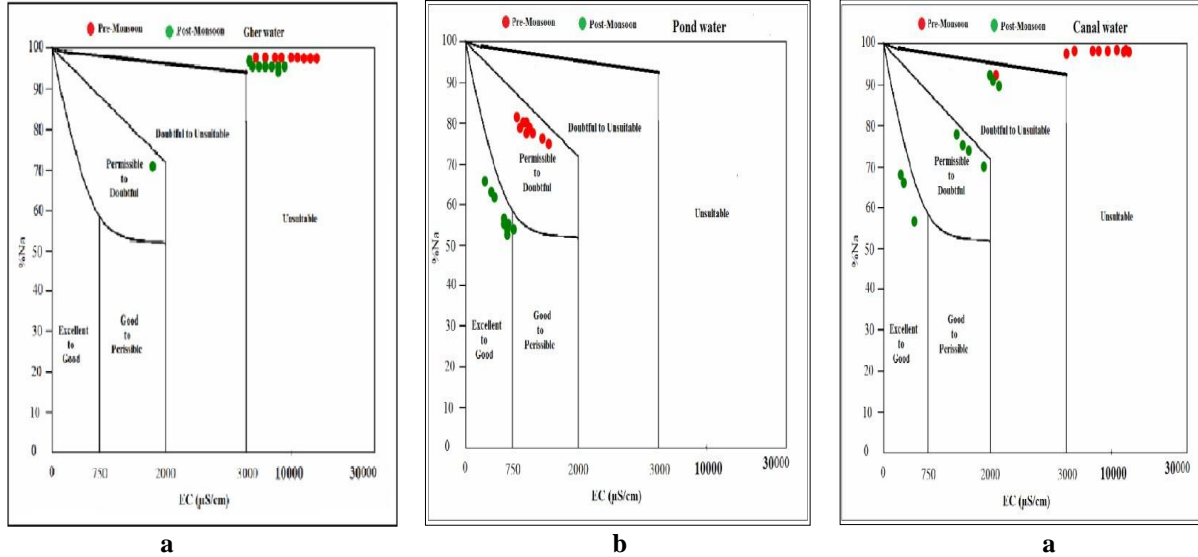 Pre-Monsoon Post-Monsoon Gher water
100
90
80
70
60
50
40
30
20
10
0
%Na
Doubtful to Unsuitable
Permissible
to
Doubtful
Unsuitable
Excellent
to
Good
Good
to
Perissible
0 750 2000 3000 10000 30000
EC (µS/cm)
a
Pre-Monsoon Post-Monsoon Pond water
100
90
80
70
60
50
40
30
20
10
0
%Na
Doubtful to Unsuitable
Permissible
to
Doubtful
Unsuitable
Excellent
to
Good
Good
to
Perissible
0 750 2000 3000 10000 30000
EC (µS/cm)
b
Pre-Monsoon Post-Monsoon Canal water
100
90
80
70
60
50
40
30
20
10
0
%Na
Doubtful to Unsuitable
Permissible
to
Doubtful
Unsuitable
Excellent
to
Good
Good
to
Perissible
0 750 2000 3000 10000 30000
EC (µS/cm)
a